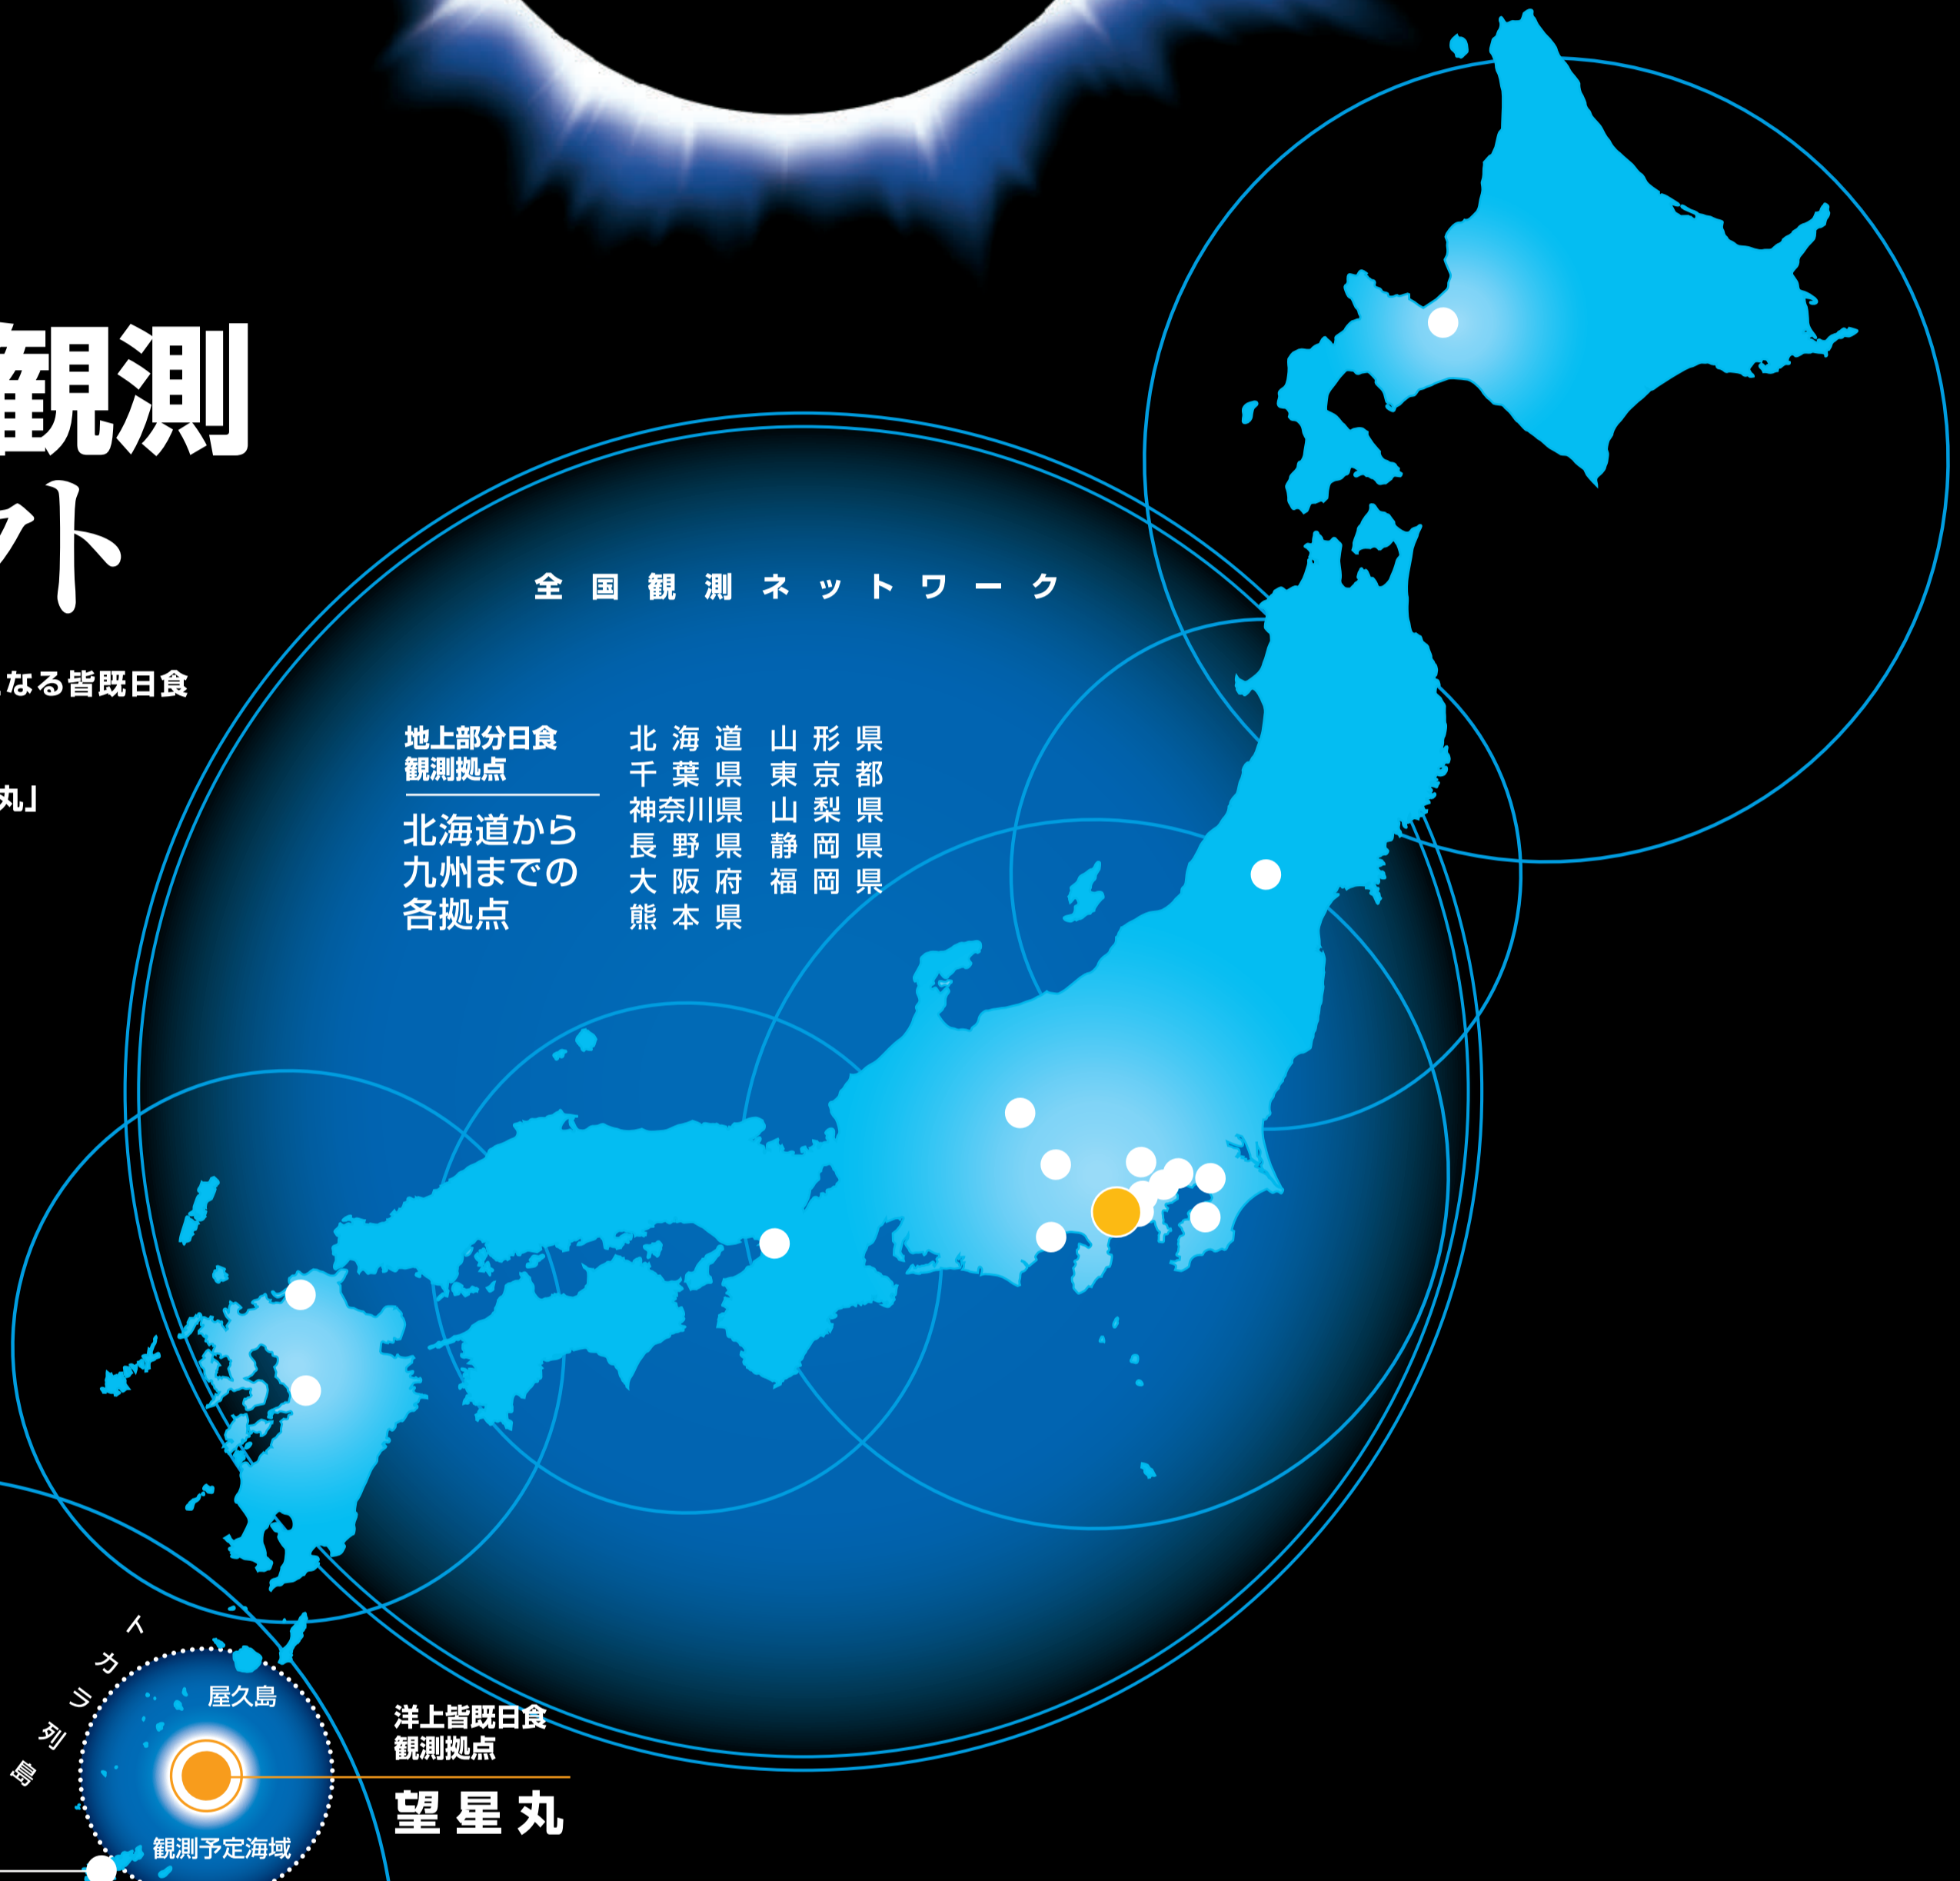 観測
クト
なる皆既日食
丸」
全国観測ネットワーク
地上部分日食
観測拠点
北海道から
九州までの
各拠点
北海道 山形県
千葉県 東京都
神奈川県 山梨県
長野県 静岡県
大阪府 福岡県
熊本県
トカラ列島
屋久島
観測予定海域
洋上皆既日食
観測拠点
望星丸